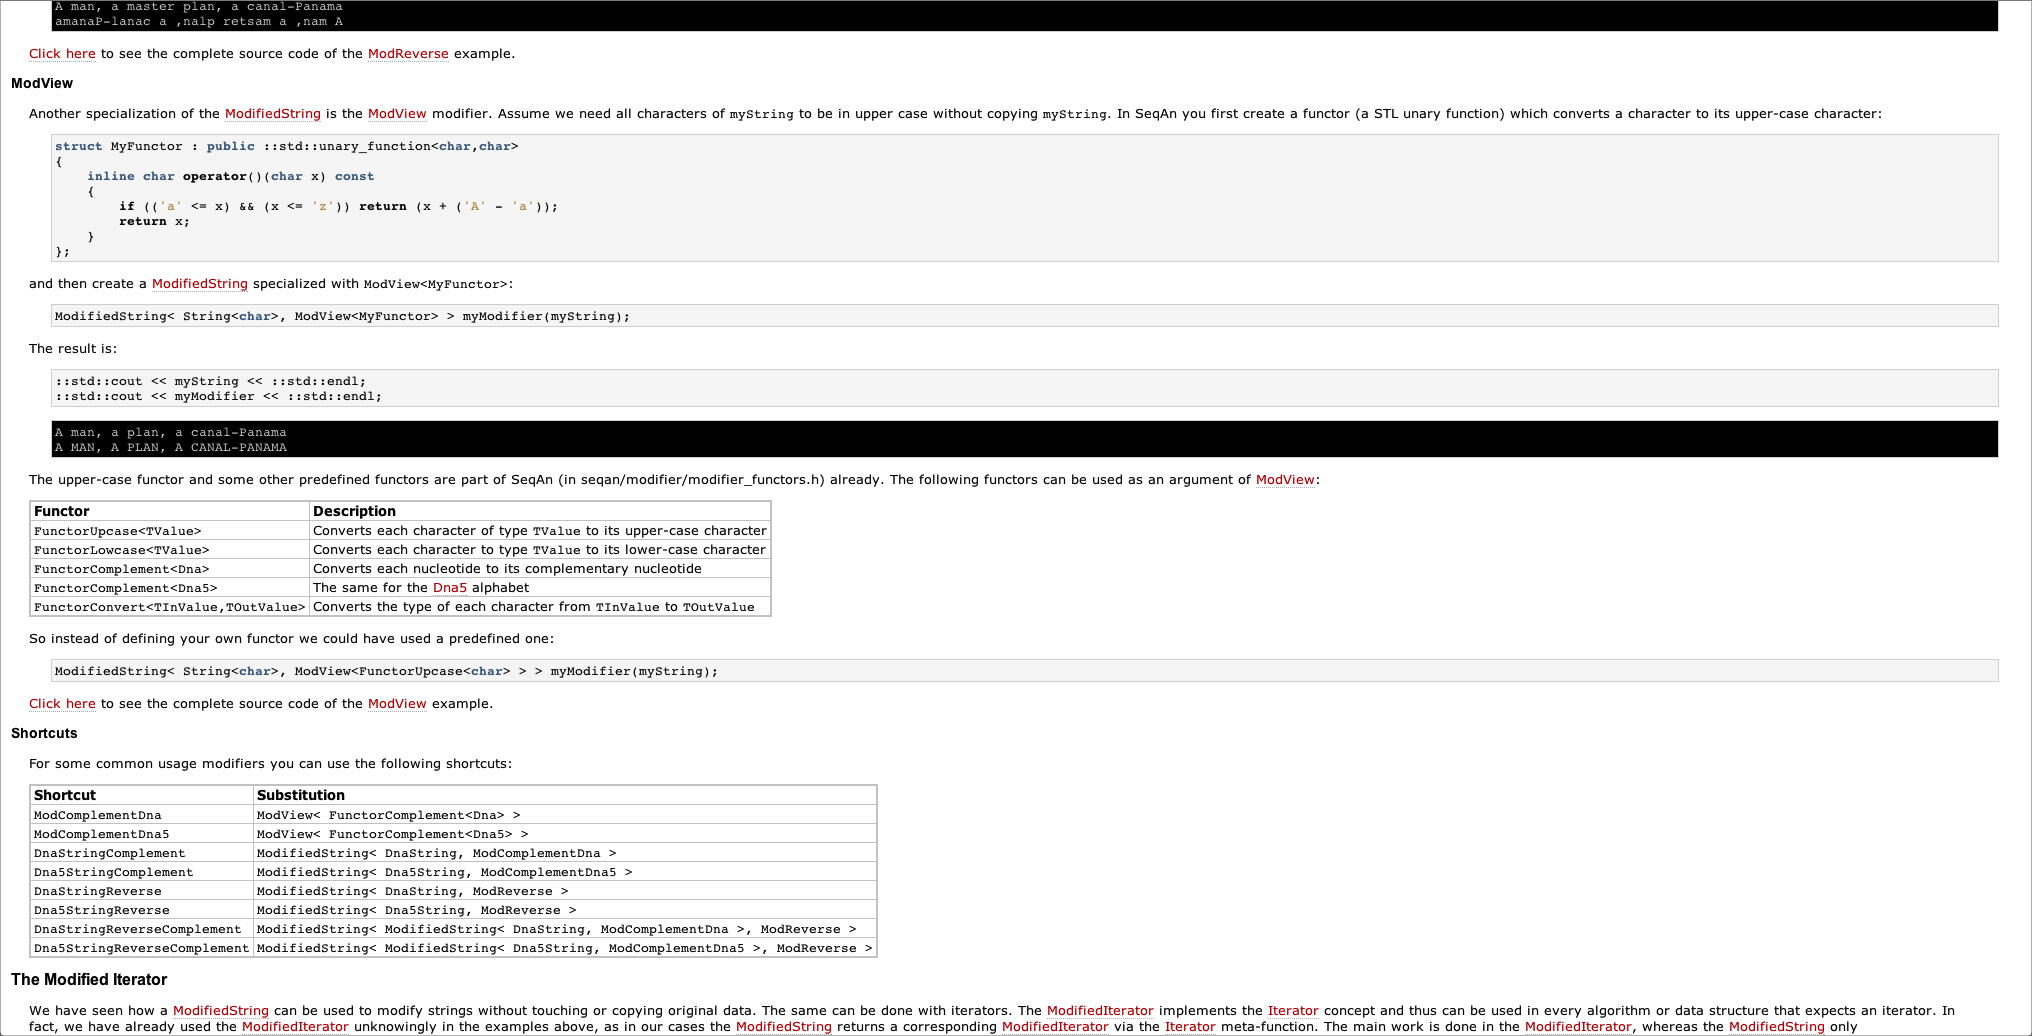 A man, a master plan, a canal-Panama
amanaP-lanac a ,nalp retsam a ,nam A
Click here to see the complete source code of the ModReverse example.
ModView
Another specialization of the ModifiedString is the ModView modifier. Assume we need all characters of myString to be in upper case without copying myString. In SeqAn you first create a functor (a STL unary function) which converts a character to its upper-case character:
struct MyFunctor : public ::std::unary_function<char,char>
{
    inline char operator()(char x) const
    {
        if (('a' <= x) && (x <= 'z')) return (x + ('A' - 'a'));
        return x;
    }
};
and then create a ModifiedString specialized with ModView<MyFunctor>:
ModifiedString< String<char>, ModView<MyFunctor> > myModifier(myString);
The result is:
::std::cout << myString << ::std::endl;
::std::cout << myModifier << ::std::endl;
A man, a plan, a canal-Panama
A MAN, A PLAN, A CANAL-PANAMA
The upper-case functor and some other predefined functors are part of SeqAn (in seqan/modifier/modifier_functors.h) already. The following functors can be used as an argument of ModView:
Functor Description
FunctorUpcase<TValue> Converts each character of type TValue to its upper-case character
FunctorLowcase<TValue> Converts each character to type TValue to its lower-case character
FunctorComplement<Dna> Converts each nucleotide to its complementary nucleotide
FunctorComplement<Dna5> The same for the Dna5 alphabet
FunctorConvert<TInValue,TOutValue> Converts the type of each character from TInValue to TOutValue
So instead of defining your own functor we could have used a predefined one:
ModifiedString< String<char>, ModView<FunctorUpcase<char> > > myModifier(myString);
Click here to see the complete source code of the ModView example.
Shortcuts
For some common usage modifiers you can use the following shortcuts:
Shortcut Substitution
ModComplementDna ModView< FunctorComplement<Dna> >
ModComplementDna5 ModView< FunctorComplement<Dna5> >
DnaStringComplement ModifiedString< DnaString, ModComplementDna >
Dna5StringComplement ModifiedString< Dna5String, ModComplementDna5 >
DnaStringReverse ModifiedString< DnaString, ModReverse >
Dna5StringReverse ModifiedString< Dna5String, ModReverse >
DnaStringReverseComplement ModifiedString< ModifiedString< DnaString, ModComplementDna >, ModReverse >
Dna5StringReverseComplement ModifiedString< ModifiedString< Dna5String, ModComplementDna5 >, ModReverse >
The Modified Iterator
We have seen how a ModifiedString can be used to modify strings without touching or copying original data. The same can be done with iterators. The ModifiedIterator implements the Iterator concept and thus can be used in every algorithm or data structure that expects an iterator. In
fact, we have already used the ModifiedIterator unknowingly in the examples above, as in our cases the ModifiedString returns a corresponding ModifiedIterator via the Iterator meta-function. The main work is done in the ModifiedIterator, whereas the ModifiedString only